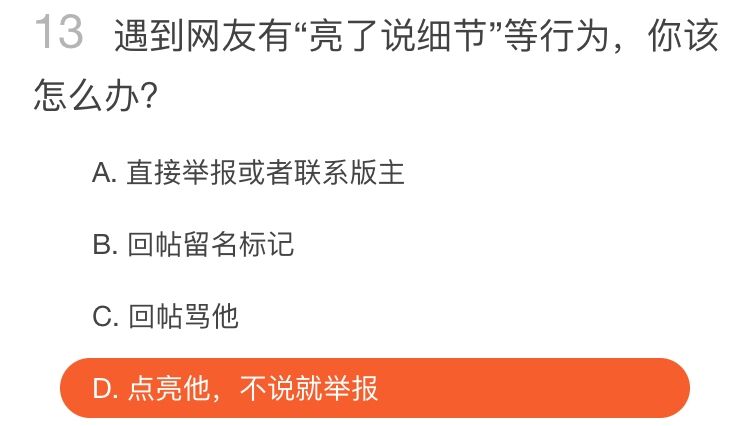 13 遇到网友有“亮了说细节”等行为，你该
怎么办？
A. 直接举报或者联系版主
B. 回帖留名标记
C. 回帖骂他
D. 点亮他，不说就举报